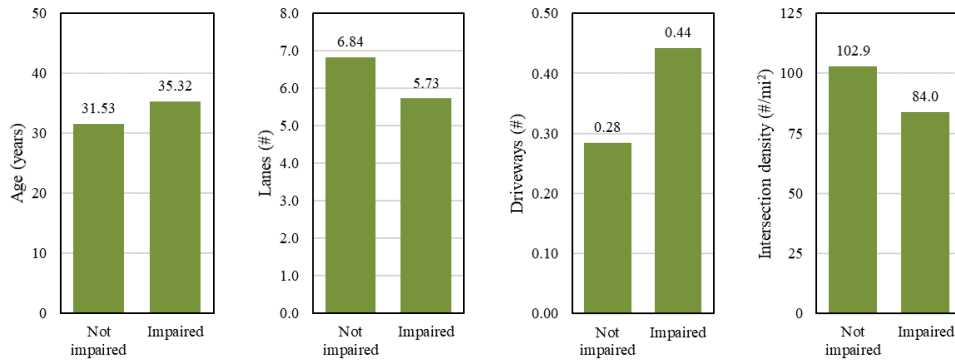 Age (years)
50
40
30
20
10
0
31.53
35.32
Not
impaired
Impaired
Lanes (#)
8.0
7.0
6.0
5.0
4.0
3.0
2.0
1.0
0.0
6.84
5.73
Not
impaired
Impaired
Driveways (#)
0.50
0.40
0.30
0.20
0.10
0.00
0.28
0.44
Not
impaired
Impaired
Intersection density (#/mi²)
125
100
75
50
25
0
102.9
84.0
Not
impaired
Impaired